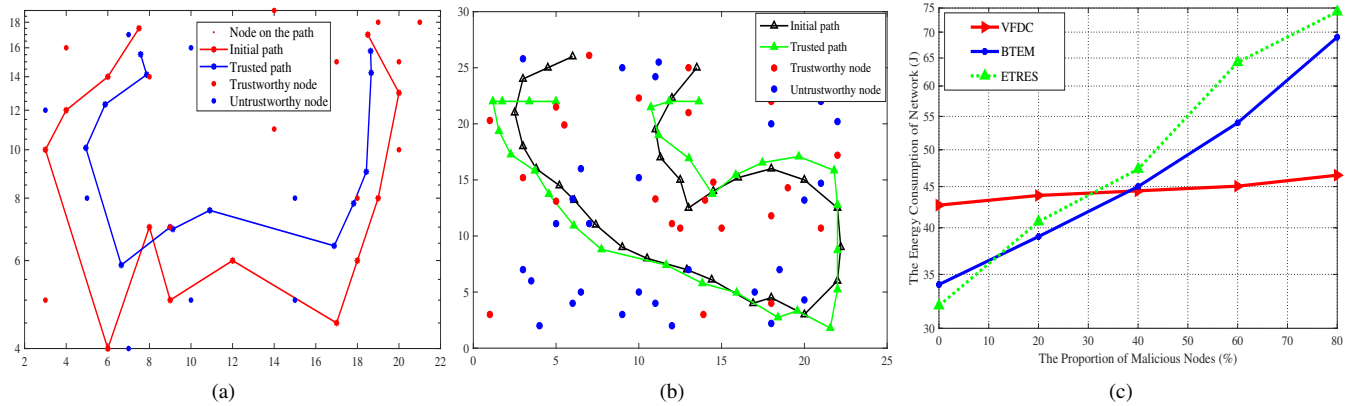 18
16
14
12
10
8
6
4
2 4 6 8 10 12 14 16 18 20 22
Node on the path
Initial path
Trusted path
Trustworthy node
Untrustworthy node
(a)
30
25
20
15
10
5
0
0 5 10 15 20 25
Initial path
Trusted path
Trustworthy node
Untrustworthy node
(b)
The Energy Consumption of Network (J)
75
70
65
60
55
50
45
40
35
30
0 10 20 30 40 50 60 70 80
VFDC
BTEM
ETRES
The Proportion of Malicious Nodes (%)
(c)